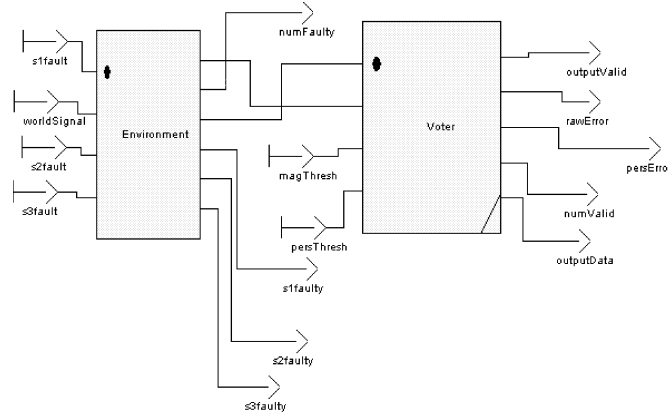 numFaulty
s1fault
outputValid
worldSignal
Environment
Voter
rawError
s2fault
magThresh
persErro
s3fault
numValid
persThresh
outputData
s1faulty
s2faulty
s3faulty